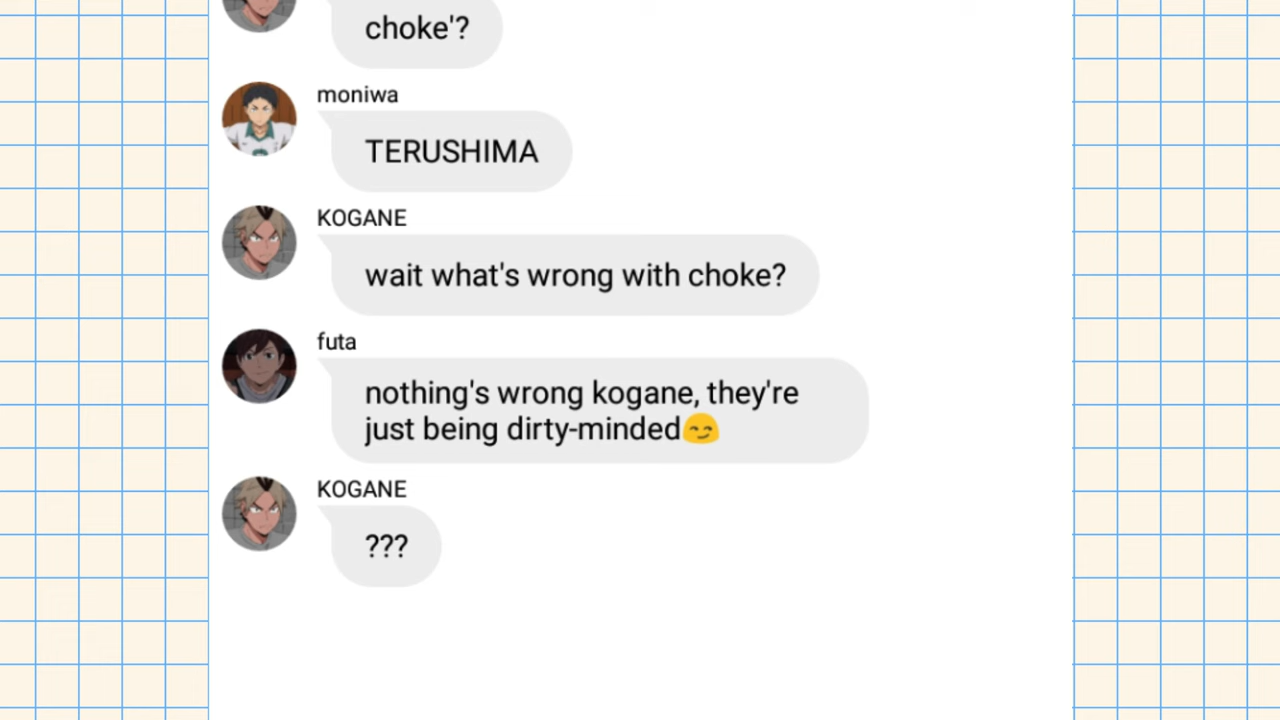 choke'?
moniwa
TERUSHIMA
KOGANE
wait what's wrong with choke?
futa
nothing's wrong kogane, they're
just being dirty-minded😏
KOGANE
???